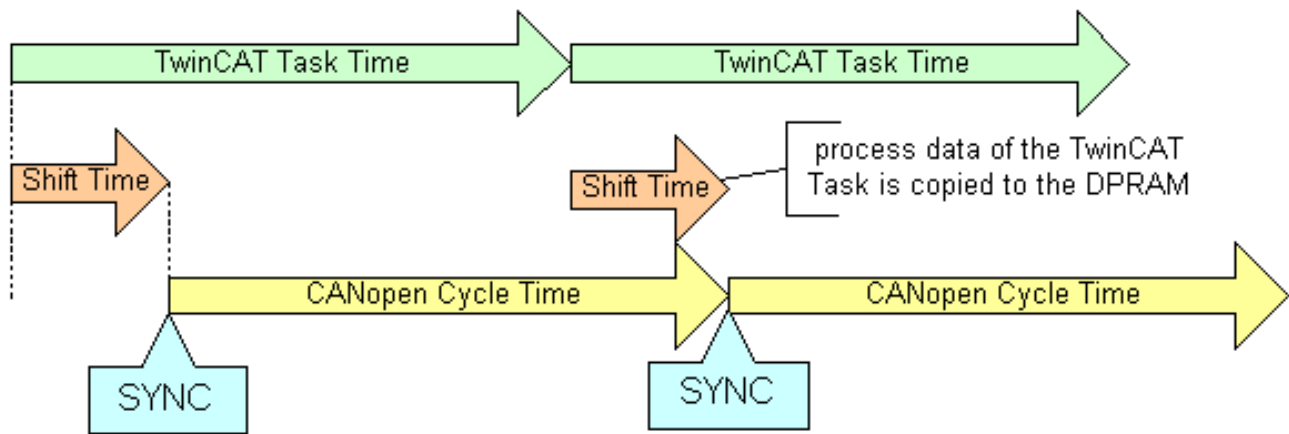 TwinCAT Task Time
TwinCAT Task Time
Shift Time
Shift Time
process data of the TwinCAT
Task is copied to the DPRAM
CANopen Cycle Time
CANopen Cycle Time
SYNC
SYNC